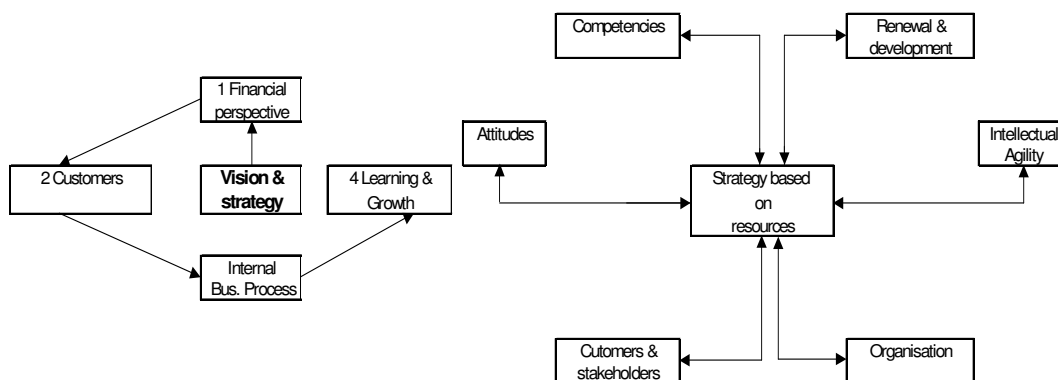 1 Financial
perspective
2 Customers
Vision &
strategy
4 Learning &
Growth
Internal
Bus. Process
Competencies
Renewal &
development
Attitudes
Intellectual
Agility
Strategy based
on
resources
Cutomers &
stakeholders
Organisation